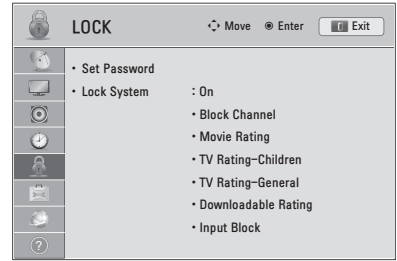 LOCK Move Enter Exit
• Set Password
• Lock System : On
• Block Channel
• Movie Rating
• TV Rating-Children
• TV Rating-General
• Downloadable Rating
• Input Block
?